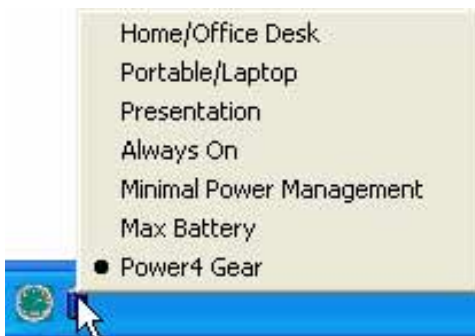 Home/Office Desk
Portable/Laptop
Presentation
Always On
Minimal Power Management
Max Battery
Power4 Gear